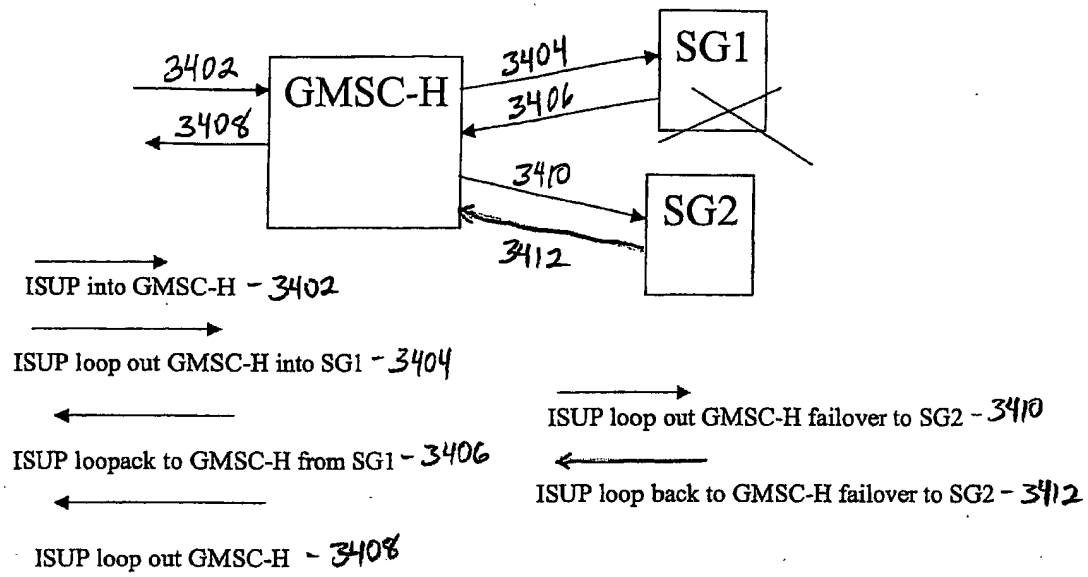 3402
3408
GMSC-H
3404
3406
SG1
3410
3412
SG2
ISUP into GMSC-H - 3402
ISUP loop out GMSC-H into SG1 - 3404
ISUP loopack to GMSC-H from SG1 - 3406
ISUP loop out GMSC-H - 3408
ISUP loop out GMSC-H failover to SG2 - 3410
ISUP loop back to GMSC-H failover to SG2 - 3412